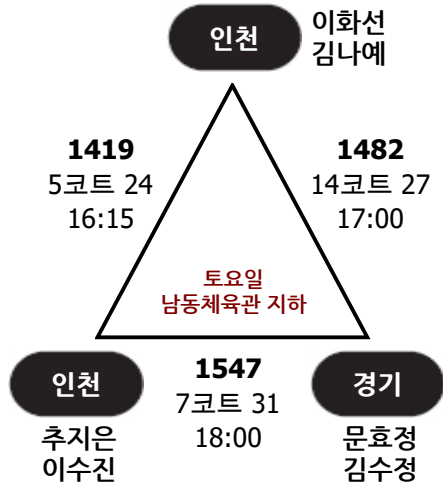 인천
이화선
김나예
1419
5코트 24
16:15
1482
14코트 27
17:00
토요일
남동체육관 지하
인천
추지은
이수진
1547
7코트 31
18:00
경기
문효정
김수정